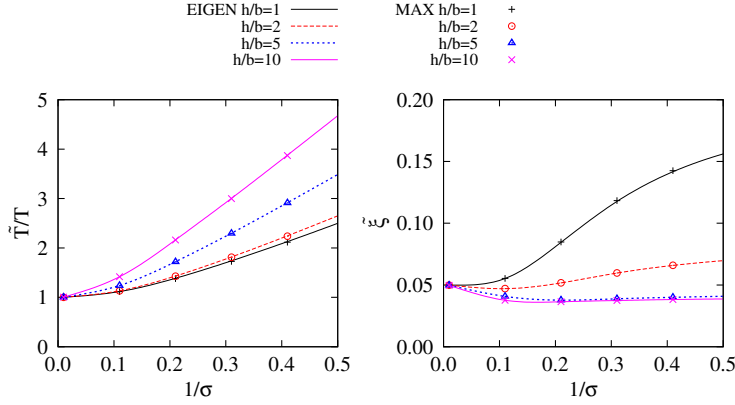 EIGEN h/b=1
h/b=2
h/b=5
h/b=10
MAX h/b=1
h/b=2
h/b=5
h/b=10
5
4
3
2
1
0
T̃/T
0.0 0.1 0.2 0.3 0.4 0.5
1/σ
0.20
0.15
0.10
0.05
0.00
ξ̃
0.0 0.1 0.2 0.3 0.4 0.5
1/σ